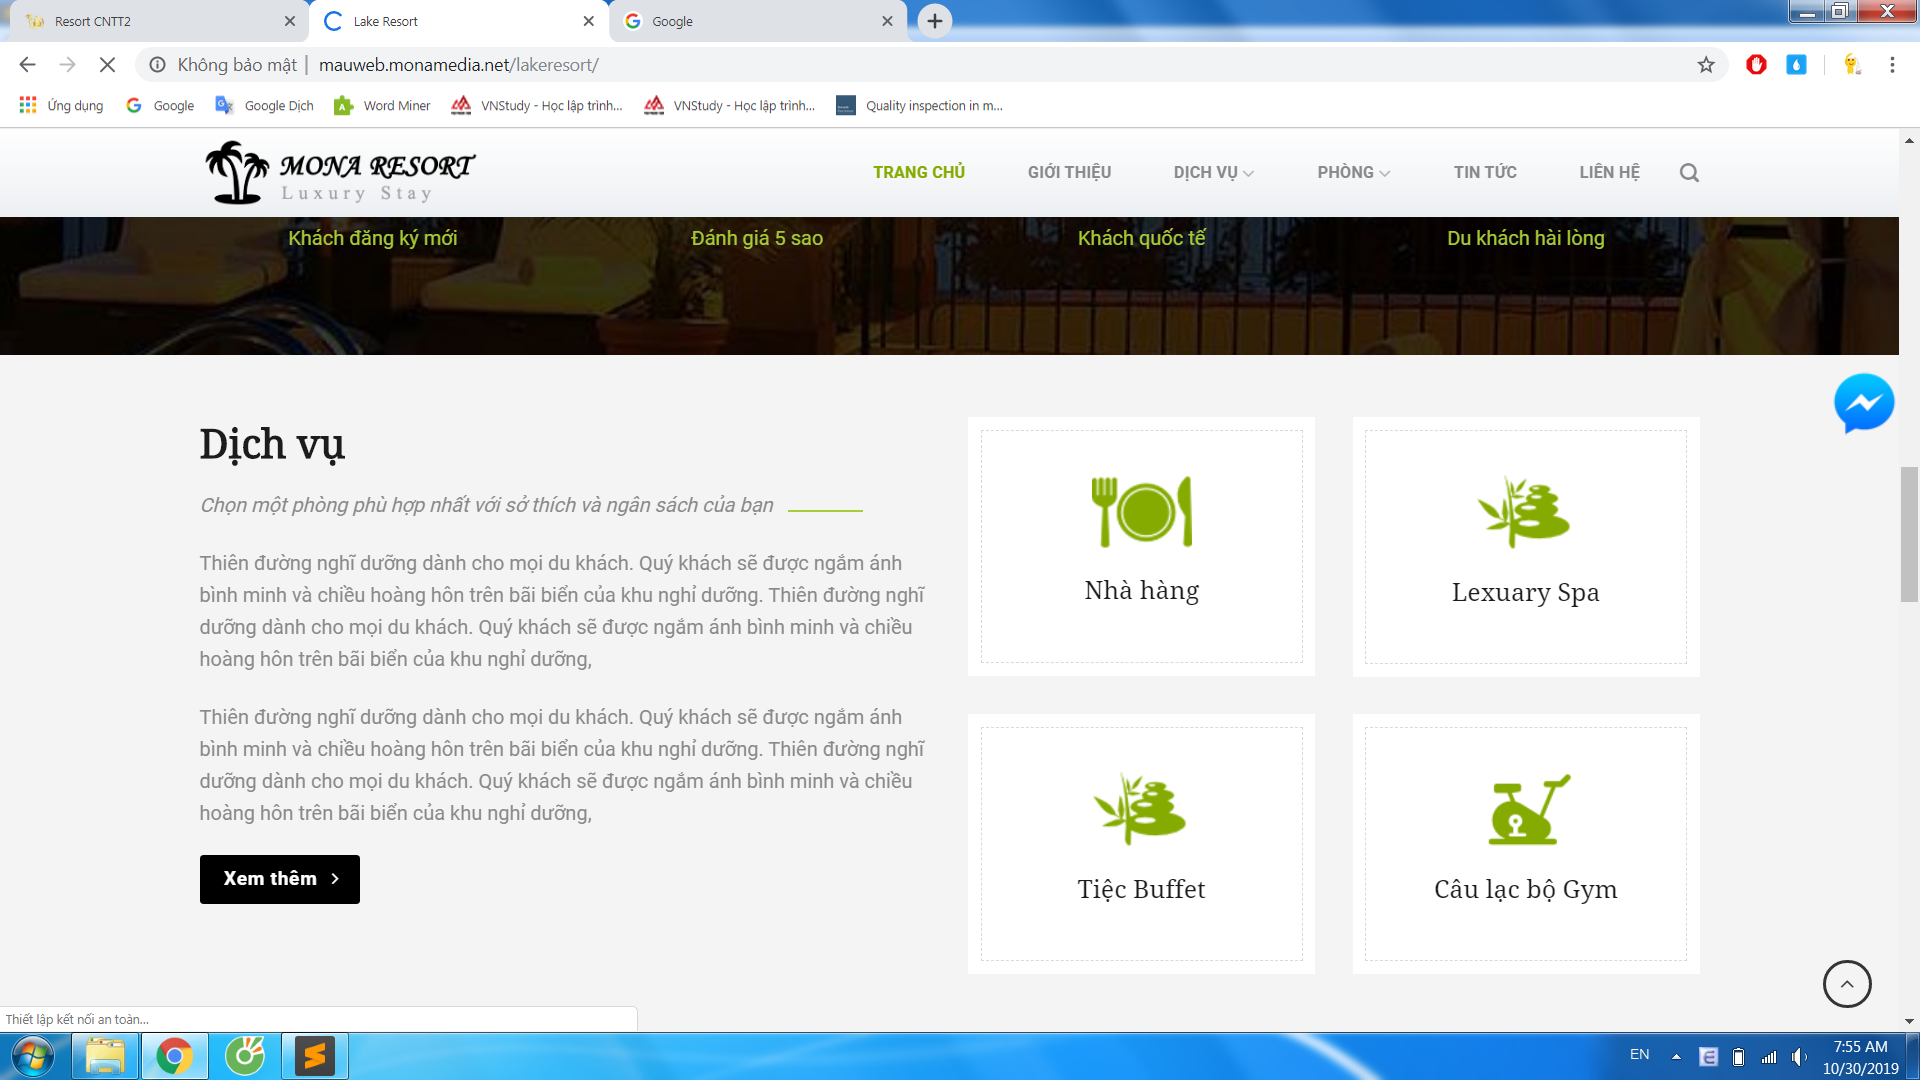 Resort CNTT2
Lake Resort
Google
Không bảo mật | mauweb.monamedia.net/lakeresort/
Ứng dụng
Google
Google Dịch
Word Miner
VNStudy - Học lập trình...
VNStudy - Học lập trình...
Quality inspection in m...
MONA RESORT
Luxury Stay
TRANG CHỦ
GIỚI THIỆU
DỊCH VỤ
PHÒNG
TIN TỨC
LIÊN HỆ
Khách đăng ký mới
Đánh giá 5 sao
Khách quốc tế
Du khách hài lòng
Dịch vụ
Chọn một phòng phù hợp nhất với sở thích và ngân sách của bạn
Thiên đường nghĩ dưỡng dành cho mọi du khách. Quý khách sẽ được ngắm ánh
bình minh và chiều hoàng hôn trên bãi biển của khu nghỉ dưỡng. Thiên đường nghĩ
dưỡng dành cho mọi du khách. Quý khách sẽ được ngắm ánh bình minh và chiều
hoàng hôn trên bãi biển của khu nghỉ dưỡng,
Thiên đường nghĩ dưỡng dành cho mọi du khách. Quý khách sẽ được ngắm ánh
bình minh và chiều hoàng hôn trên bãi biển của khu nghỉ dưỡng. Thiên đường nghĩ
dưỡng dành cho mọi du khách. Quý khách sẽ được ngắm ánh bình minh và chiều
hoàng hôn trên bãi biển của khu nghỉ dưỡng,
Xem thêm
Nhà hàng
Lexuary Spa
Tiệc Buffet
Câu lạc bộ Gym
Thiết lập kết nối an toàn...
EN
7:55 AM
10/30/2019